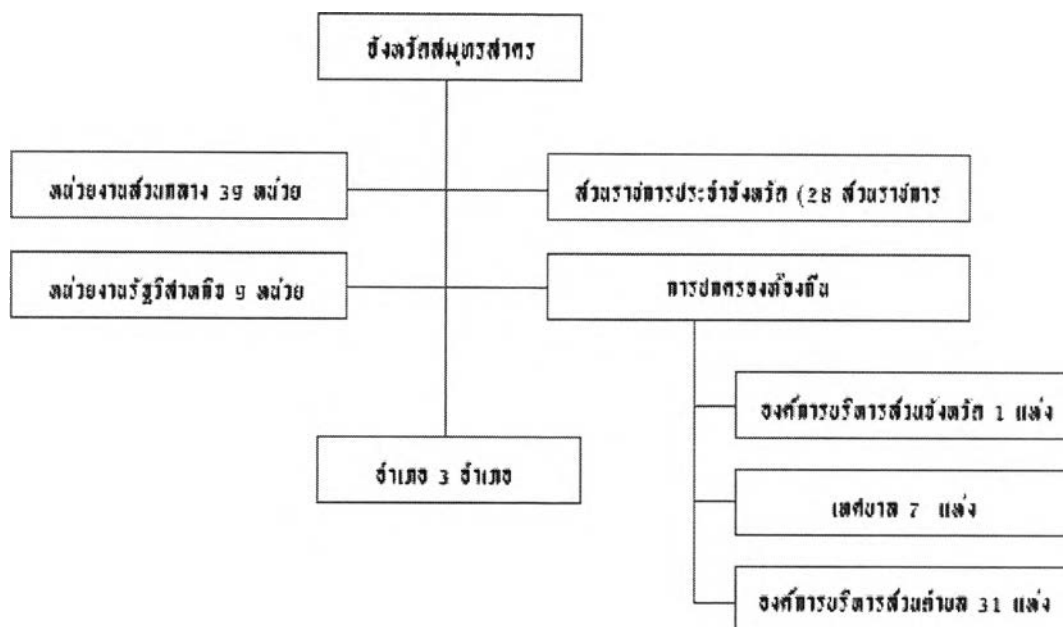 จังหวัดสมุทรสาคร
หน่วยงานส่วนกลาง 39 หน่วย
ส่วนราชการประจำจังหวัด (28 ส่วนราชการ
หน่วยงานรัฐวิสาหกิจ 9 หน่วย
การปกครองท้องถิ่น
องค์การบริหารส่วนจังหวัด 1 แห่ง
อำเภอ 3 อำเภอ
เทศบาล 7 แห่ง
องค์การบริหารส่วนตำบล 31 แห่ง